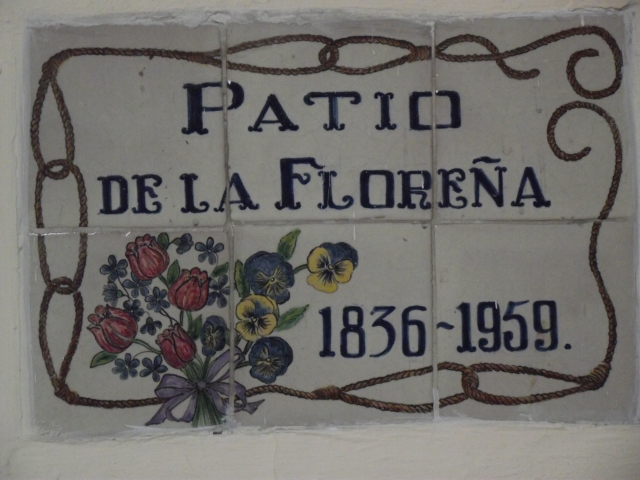 PATIO
DE LA FLOREÑA
1836~1959.